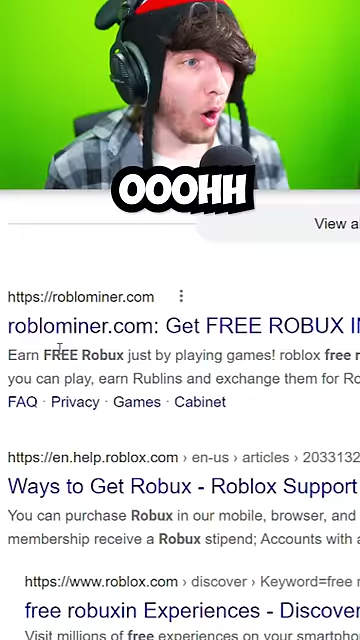 OOOHH
View a
https://roblominer.com
roblominer.com: Get FREE ROBUX I
Earn FREE Robux just by playing games! roblox free r
you can play, earn Rublins and exchange them for Ro
FAQ · Privacy · Games · Cabinet
https://en.help.roblox.com › en-us › articles › 2033132
Ways to Get Robux - Roblox Support
You can purchase Robux in our mobile, browser, and
membership receive a Robux stipend; Accounts with a
https://www.roblox.com › discover › Keyword=free r
free robuxin Experiences - Discover
Visit millions of free experiences on your smartpho